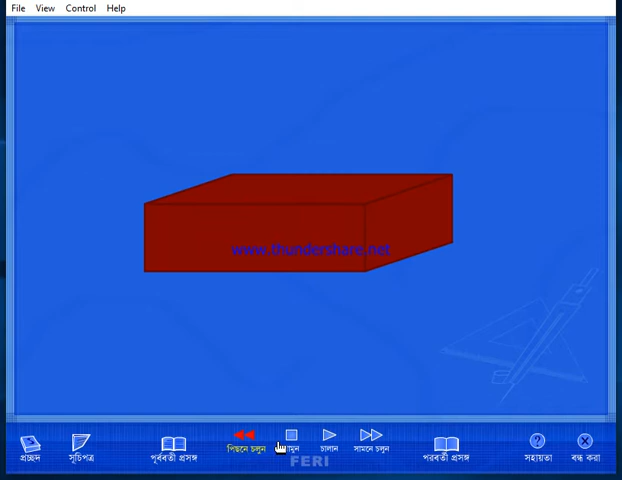 File View Control Help
www.thundershare.net
পিছনে চলুন চালান সামনে চলুন
প্রচ্ছদ সূচিপত্র পূর্ববর্তী প্রসঙ্গ পরবর্তী প্রসঙ্গ সহায়তা বন্ধ করা
FERI